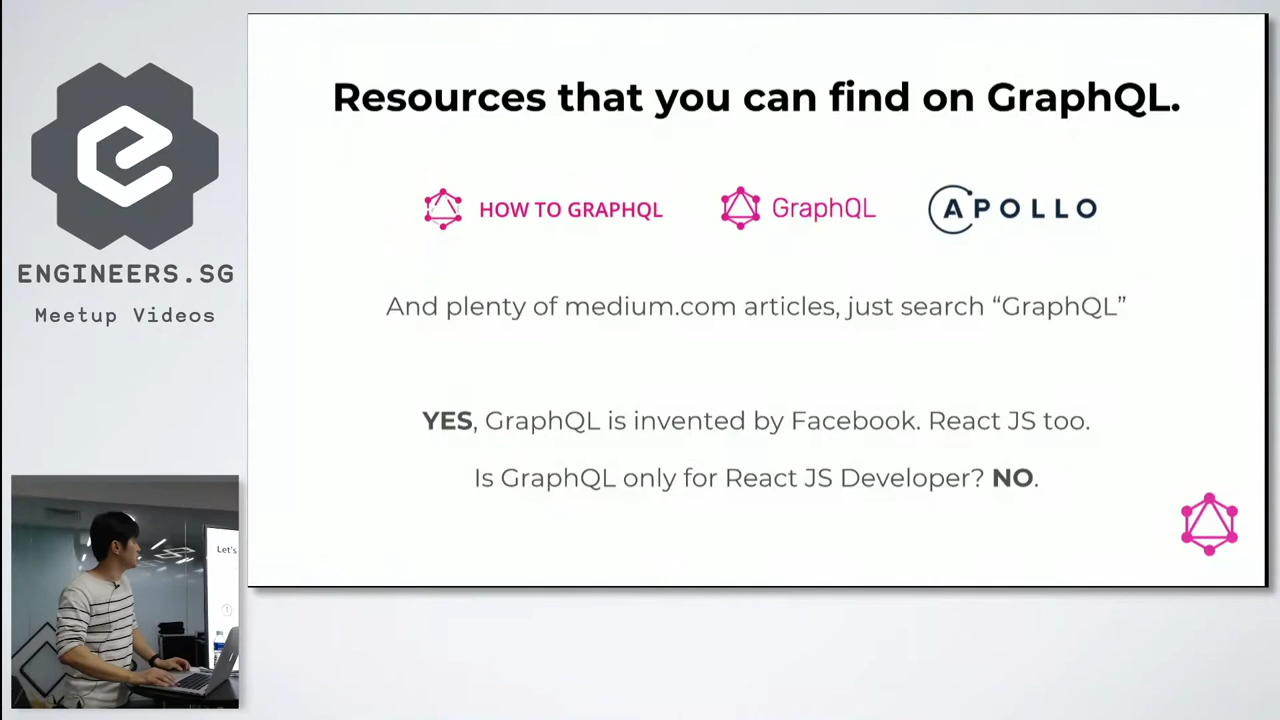 ENGINEERS.SG
Meetup Videos
Resources that you can find on GraphQL.
HOW TO GRAPHQL
GraphQL
APOLLO
And plenty of medium.com articles, just search “GraphQL”
YES, GraphQL is invented by Facebook. React JS too.
Is GraphQL only for React JS Developer? NO.
Let's